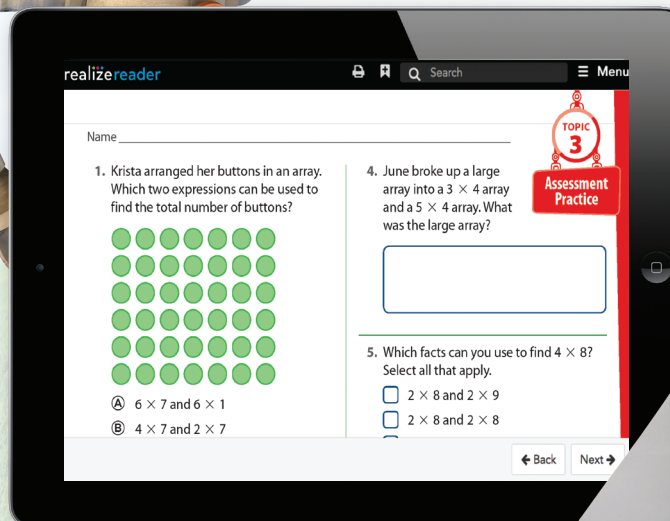 realizereader
Search
Menu
Name
TOPIC
3
Assessment
Practice
1. Krista arranged her buttons in an array.
Which two expressions can be used to
find the total number of buttons?
Ⓐ 6 × 7 and 6 × 1
Ⓑ 4 × 7 and 2 × 7
4. June broke up a large
array into a 3 × 4 array
and a 5 × 4 array. What
was the large array?
5. Which facts can you use to find 4 × 8?
Select all that apply.
2 × 8 and 2 × 9
2 × 8 and 2 × 8
Back
Next